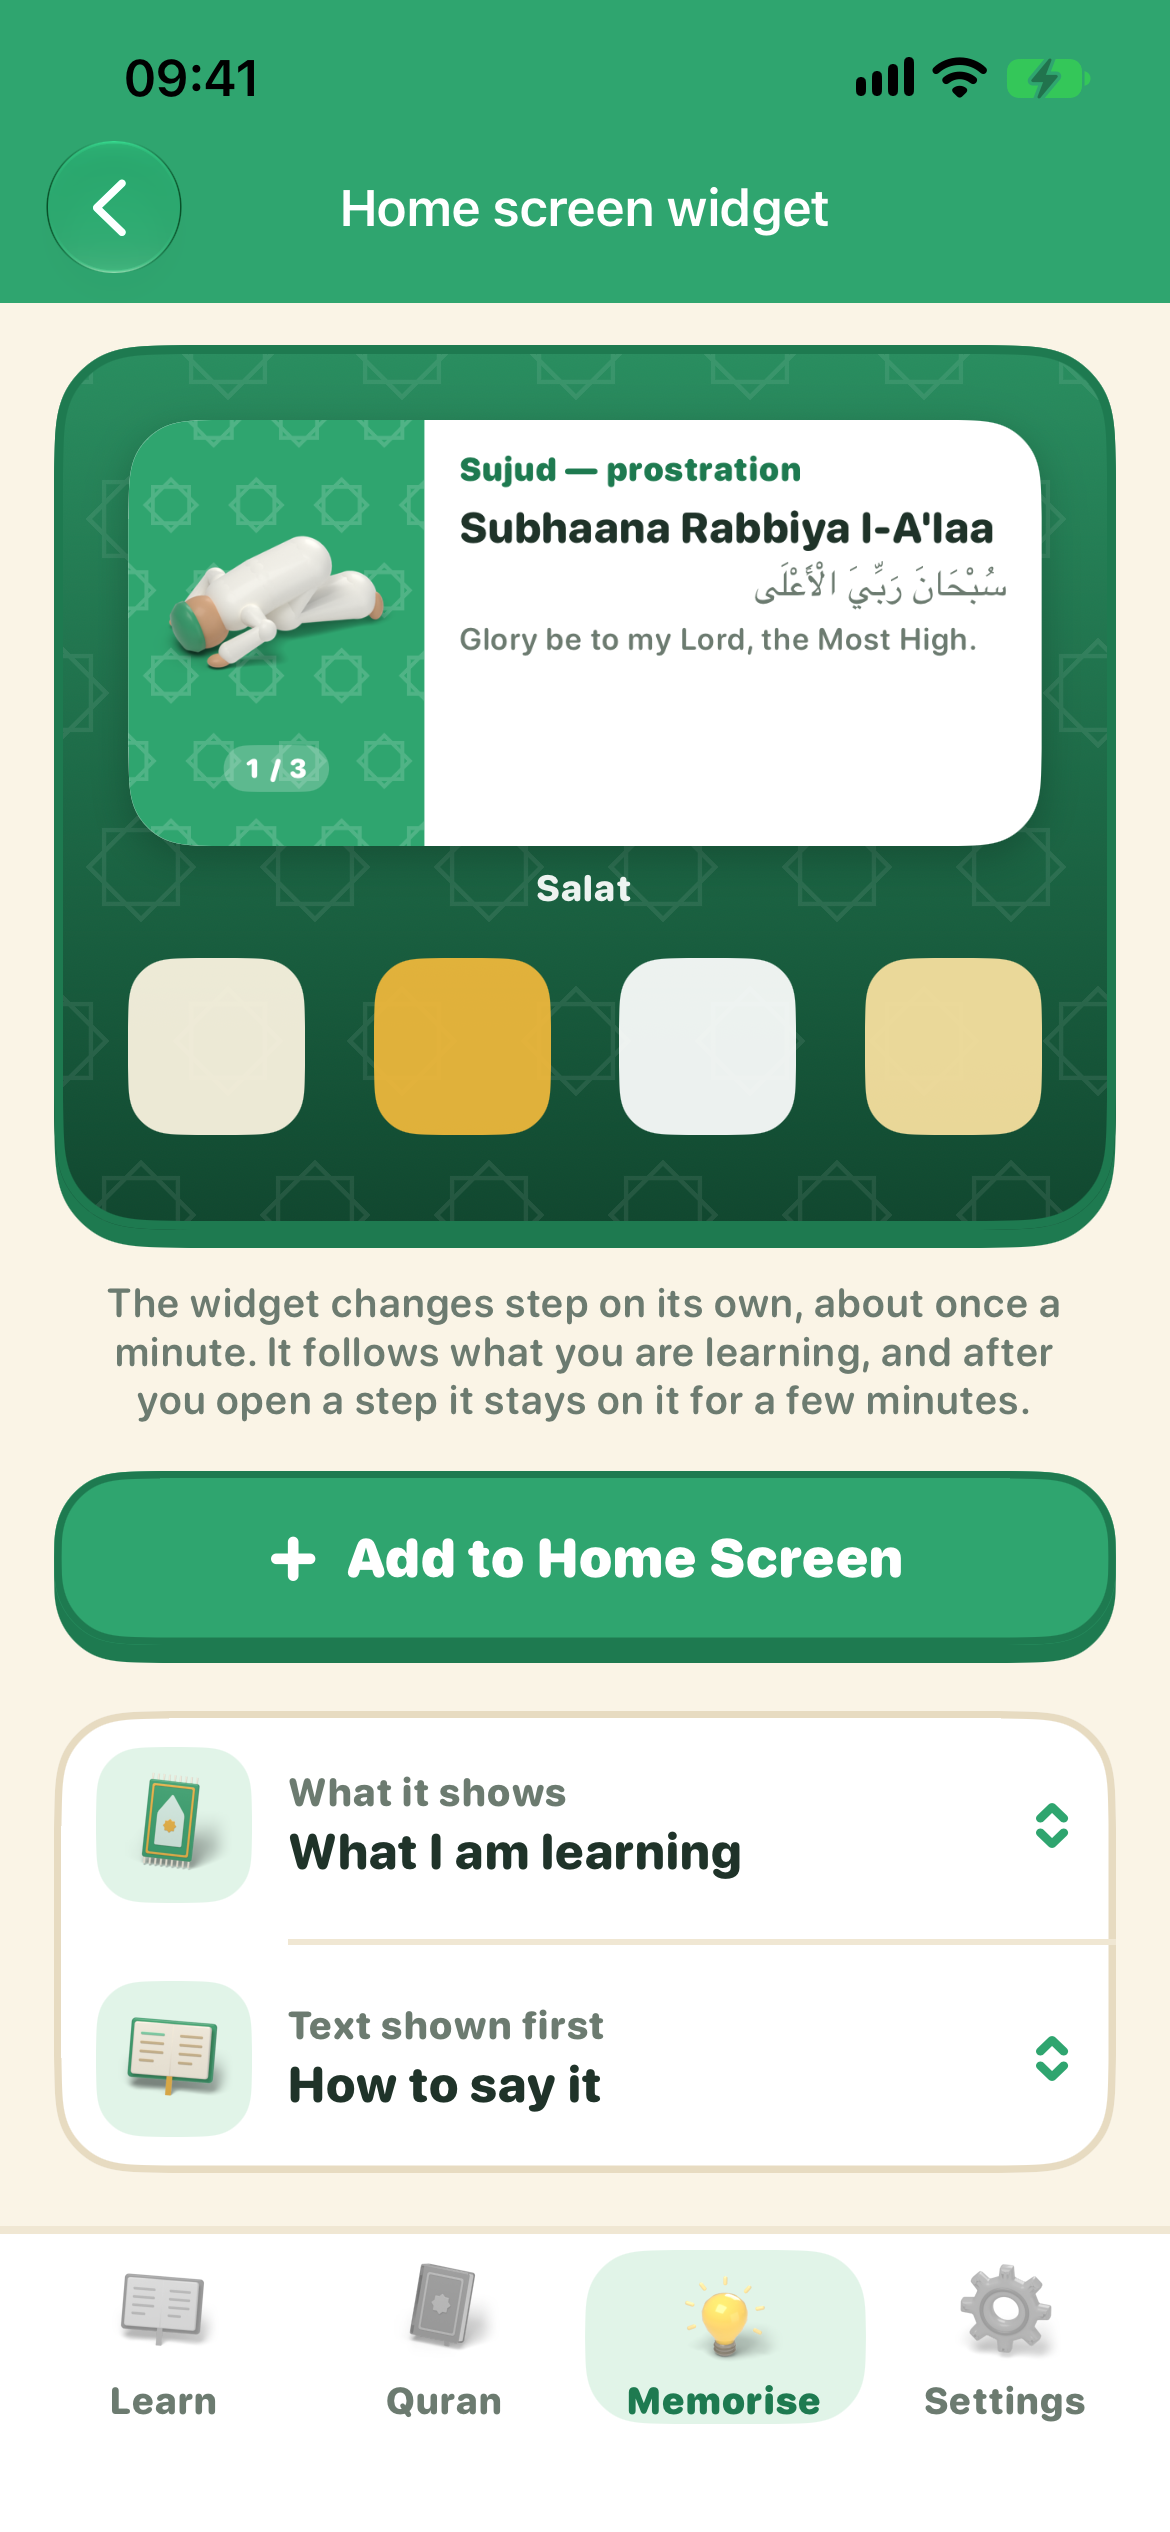 09:41
Home screen widget
Sujud — prostration
Subhaana Rabbiya l-A'laa
سُبْحَانَ رَبِّيَ الْأَعْلَى
Glory be to my Lord, the Most High.
1 / 3
Salat
The widget changes step on its own, about once a
minute. It follows what you are learning, and after
you open a step it stays on it for a few minutes.
+ Add to Home Screen
What it shows
What I am learning
Text shown first
How to say it
Learn
Quran
Memorise
Settings